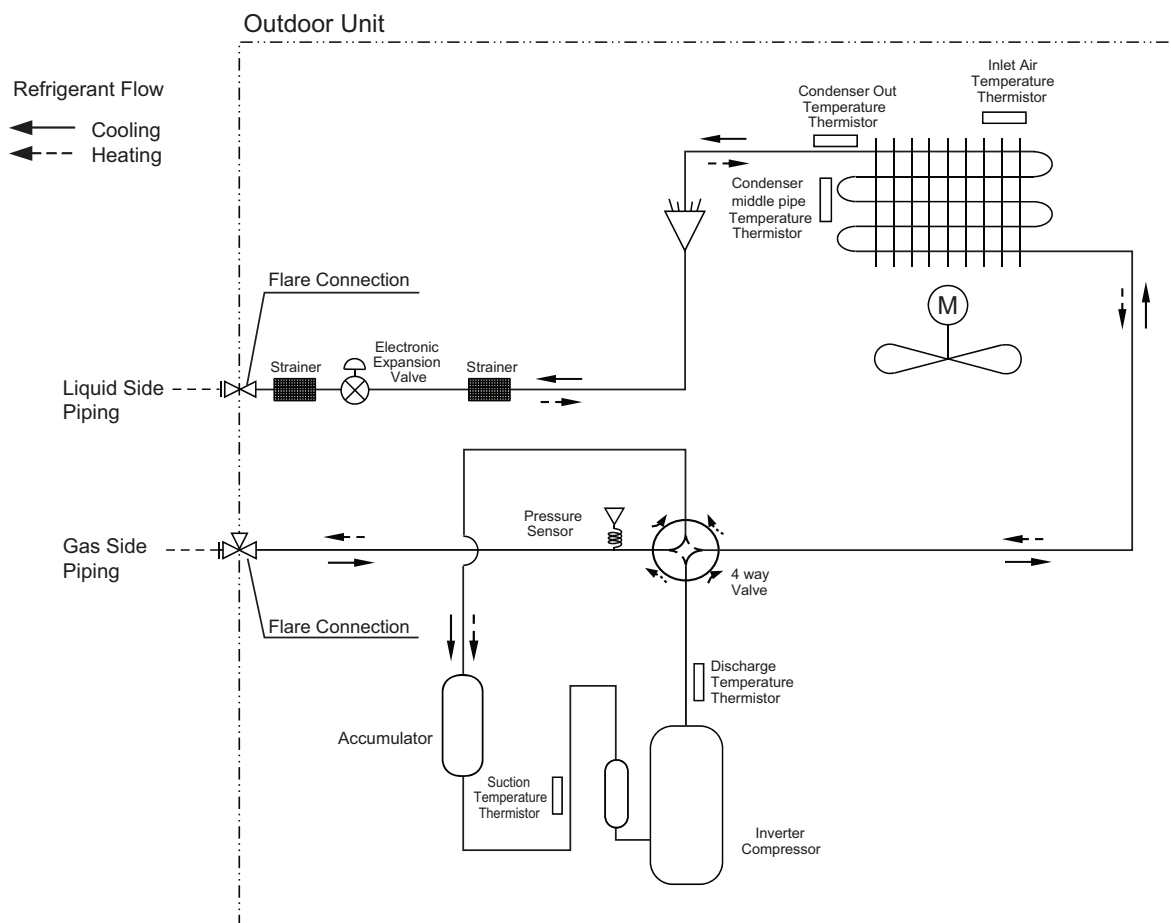 Outdoor Unit
Refrigerant Flow
Cooling
Heating
Inlet Air
Temperature
Thermistor
Condenser Out
Temperature
Thermistor
Condenser
middle pipe
Temperature
Thermistor
M
Flare Connection
Strainer
Electronic
Expansion
Valve
Strainer
Liquid Side
Piping
Pressure
Sensor
Gas Side
Piping
4 way
Valve
Flare Connection
Discharge
Temperature
Thermistor
Accumulator
Suction
Temperature
Thermistor
Inverter
Compressor